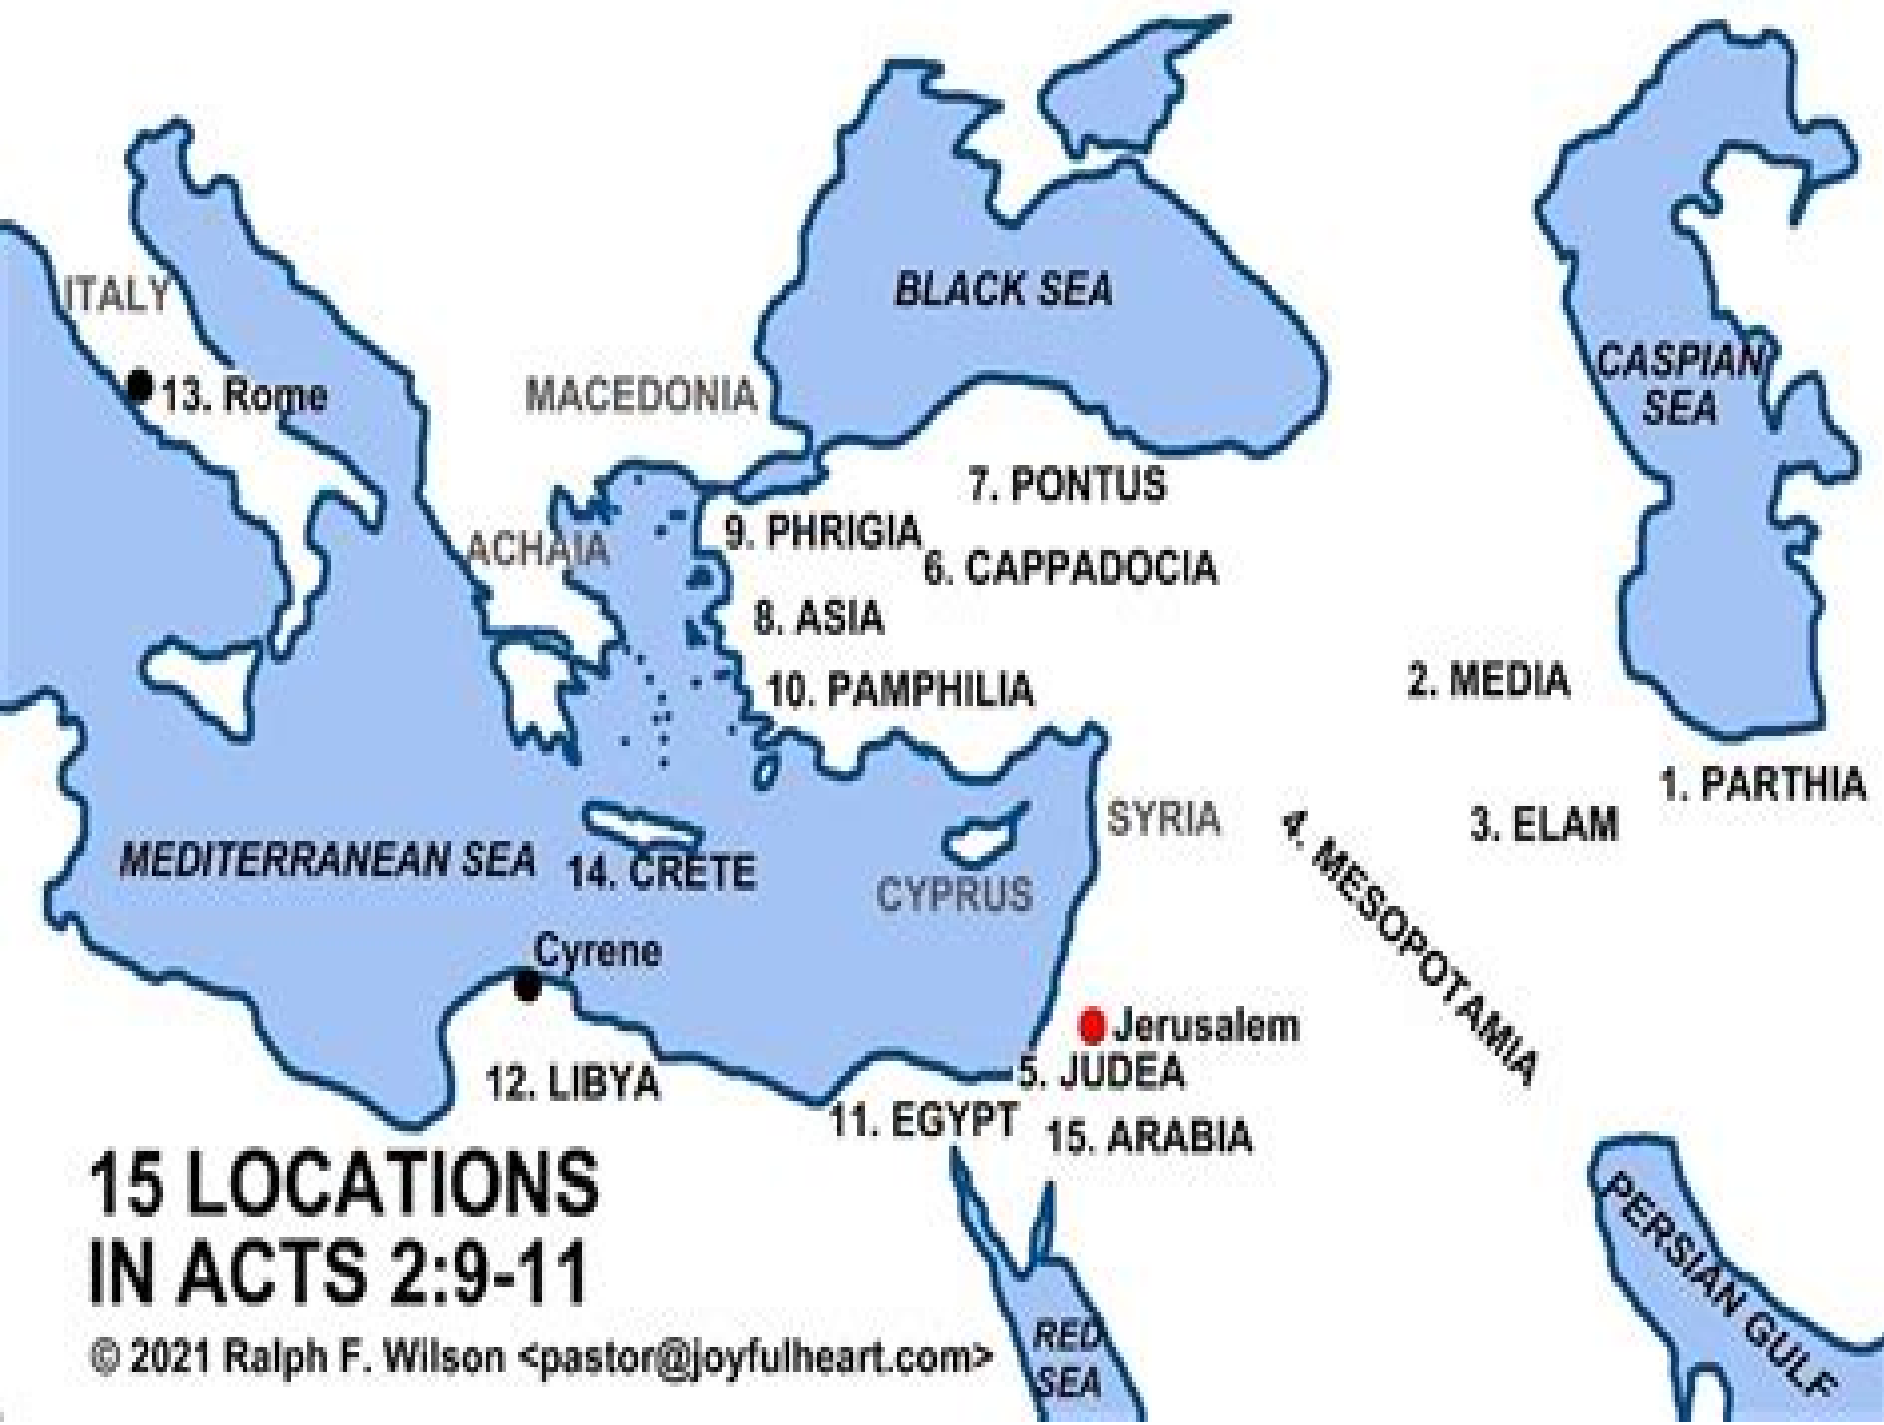 BLACK SEA
ITALY
CASPIAN
SEA
13. Rome
MACEDONIA
7. PONTUS
9. PHRIGIA
ACHAIA
6. CAPPADOCIA
8. ASIA
2. MEDIA
10. PAMPHILIA
1. PARTHIA
SYRIA
3. ELAM
4. MESOPOTAMIA
MEDITERRANEAN SEA
14. CRETE
CYPRUS
Cyrene
Jerusalem
5. JUDEA
12. LIBYA
11. EGYPT
15. ARABIA
15 LOCATIONS
IN ACTS 2:9-11
PERSIAN GULF
RED
SEA
© 2021 Ralph F. Wilson <pastor@joyfulheart.com>